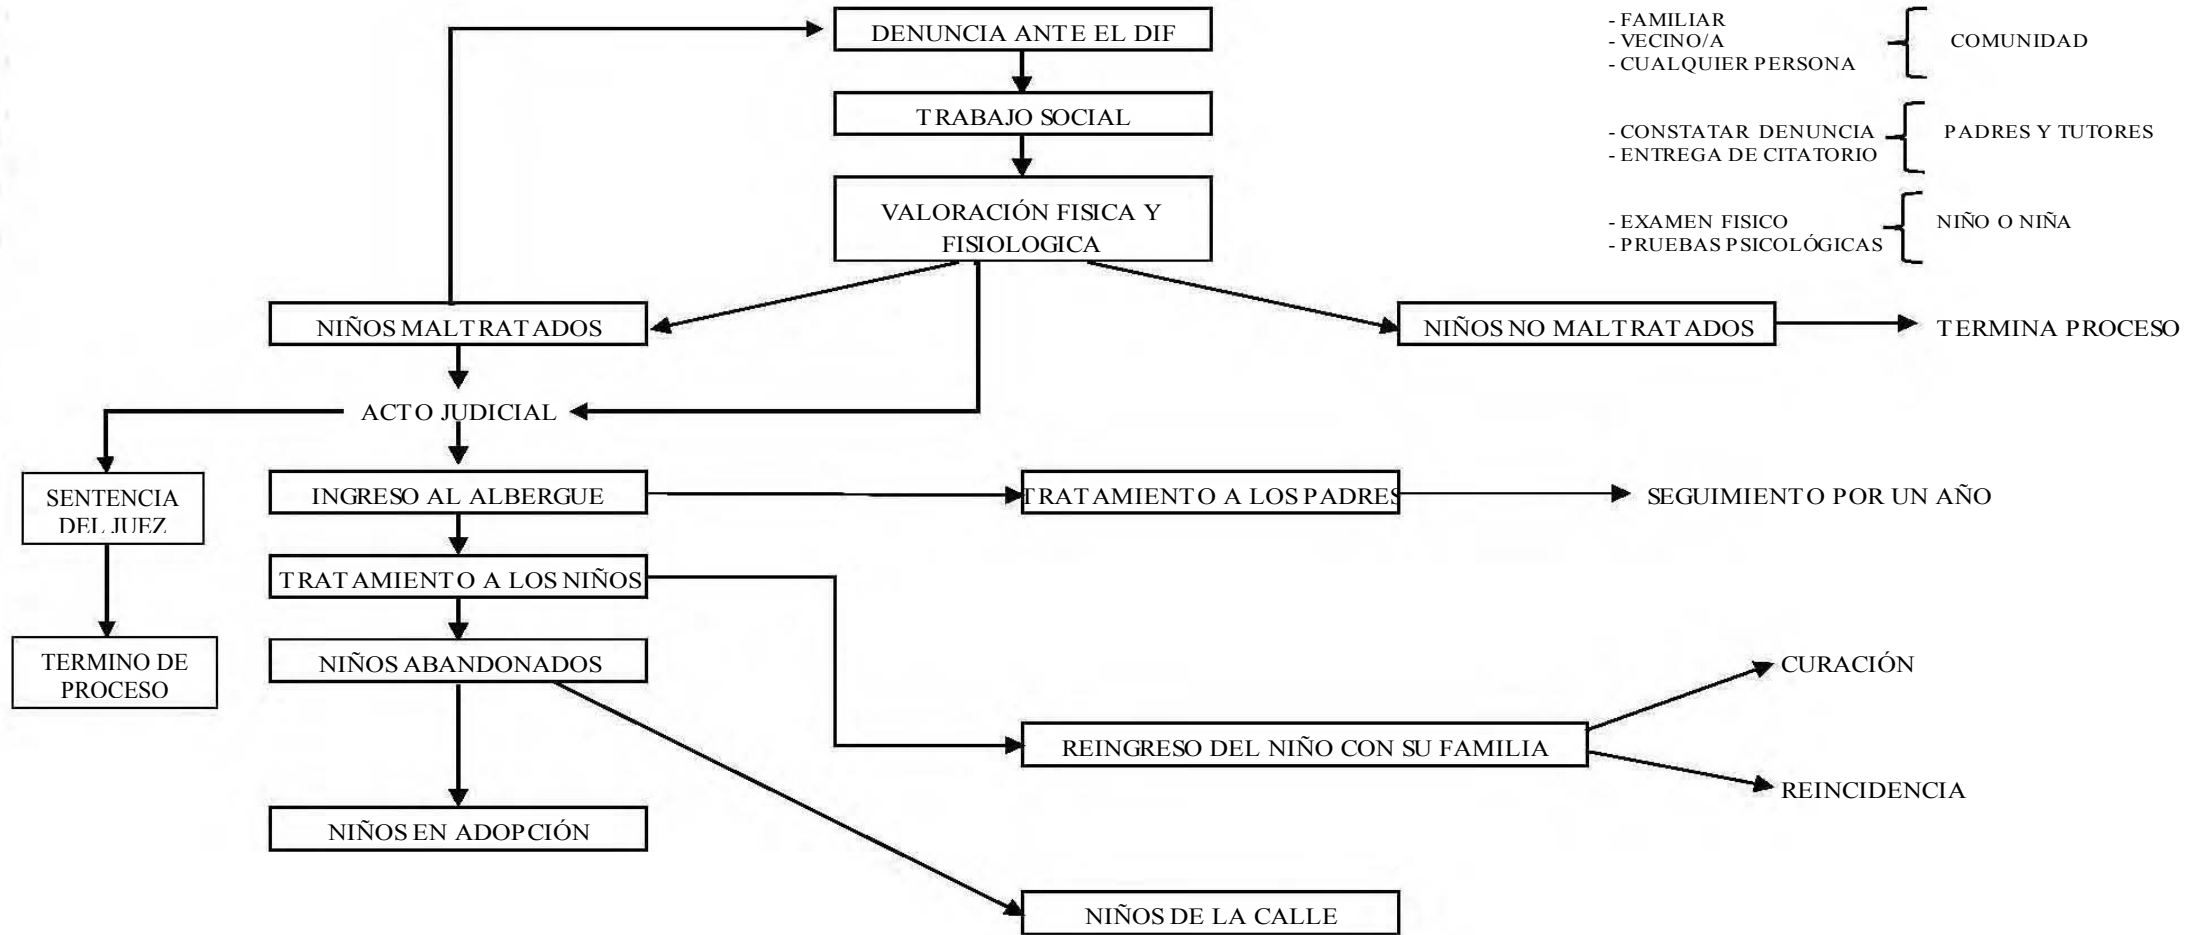 DENUNCIA ANTE EL DIF
- FAMILIAR
- VECINO/A
- CUALQUIER PERSONA
COMUNIDAD
TRABAJO SOCIAL
- CONSTATAR DENUNCIA
- ENTREGA DE CITATORIO
PADRES Y TUTORES
VALORACIÓN FISICA Y
FISIOLOGICA
- EXAMEN FISICO
- PRUEBAS PSICOLÓGICAS
NIÑO O NIÑA
NIÑOS MALTRATADOS
NIÑOS NO MALTRATADOS
TERMINA PROCESO
ACTO JUDICIAL
SENTENCIA
DEL JUEZ
INGRESO AL ALBERGUE
TRATAMIENTO A LOS PADRES
SEGUIMIENTO POR UN AÑO
TRATAMIENTO A LOS NIÑOS
TERMINO DE
PROCESO
NIÑOS ABANDONADOS
CURACIÓN
REINGRESO DEL NIÑO CON SU FAMILIA
REINCIDENCIA
NIÑOS EN ADOPCIÓN
NIÑOS DE LA CALLE